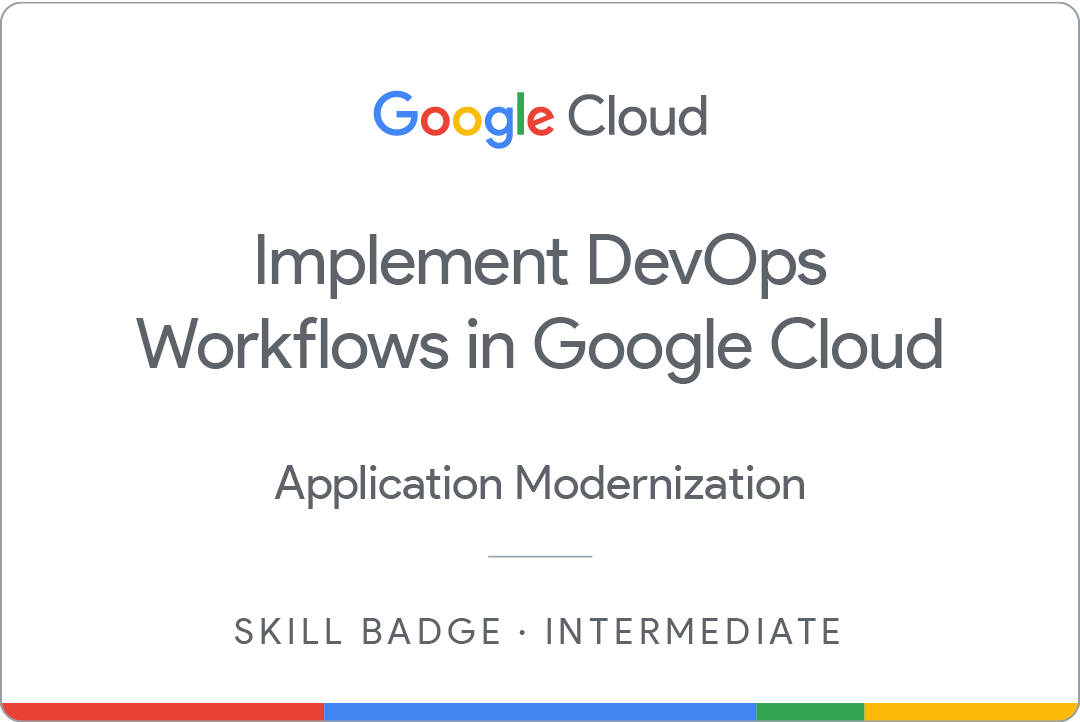 Google Cloud
Implement DevOps
Workflows in Google Cloud
Application Modernization
SKILL BADGE · INTERMEDIATE